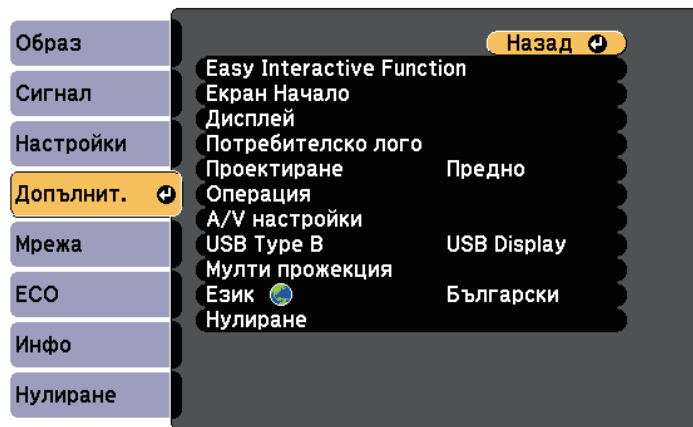 Образ
Сигнал
Настройки
Допълнит.
Мрежа
ECO
Инфо
Нулиране
Назад
Easy Interactive Function
Екран Начало
Дисплей
Потребителско лого
Проектиране Предно
Операция
A/V настройки
USB Type B USB Display
Мулти прожекция
Език Български
Нулиране